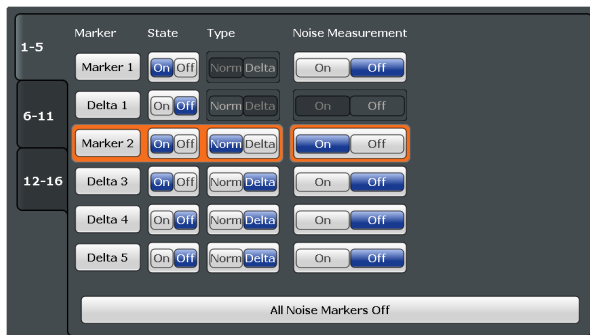 Marker State Type Noise Measurement
1-5
Marker 1 On Off Norm Delta On Off
Delta 1 On Off Norm Delta On Off
6-11
Marker 2 On Off Norm Delta On Off
12-16
Delta 3 On Off Norm Delta On Off
Delta 4 On Off Norm Delta On Off
Delta 5 On Off Norm Delta On Off
All Noise Markers Off